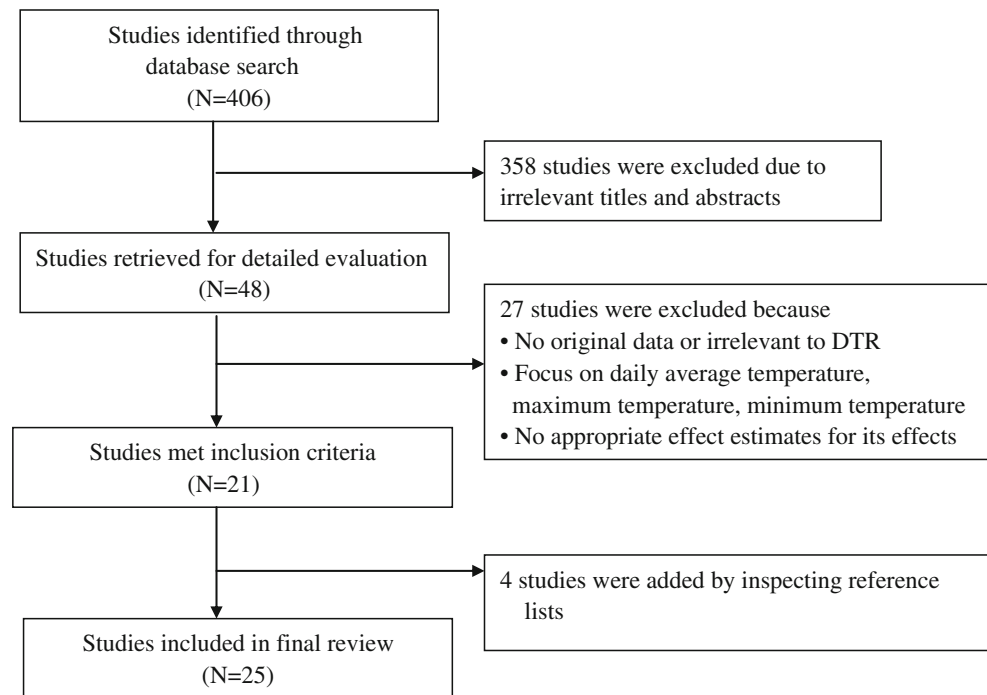 Studies identified through
database search
(N=406)
358 studies were excluded due to
irrelevant titles and abstracts
Studies retrieved for detailed evaluation
(N=48)
27 studies were excluded because
• No original data or irrelevant to DTR
• Focus on daily average temperature,
maximum temperature, minimum temperature
• No appropriate effect estimates for its effects
Studies met inclusion criteria
(N=21)
4 studies were added by inspecting reference
lists
Studies included in final review
(N=25)